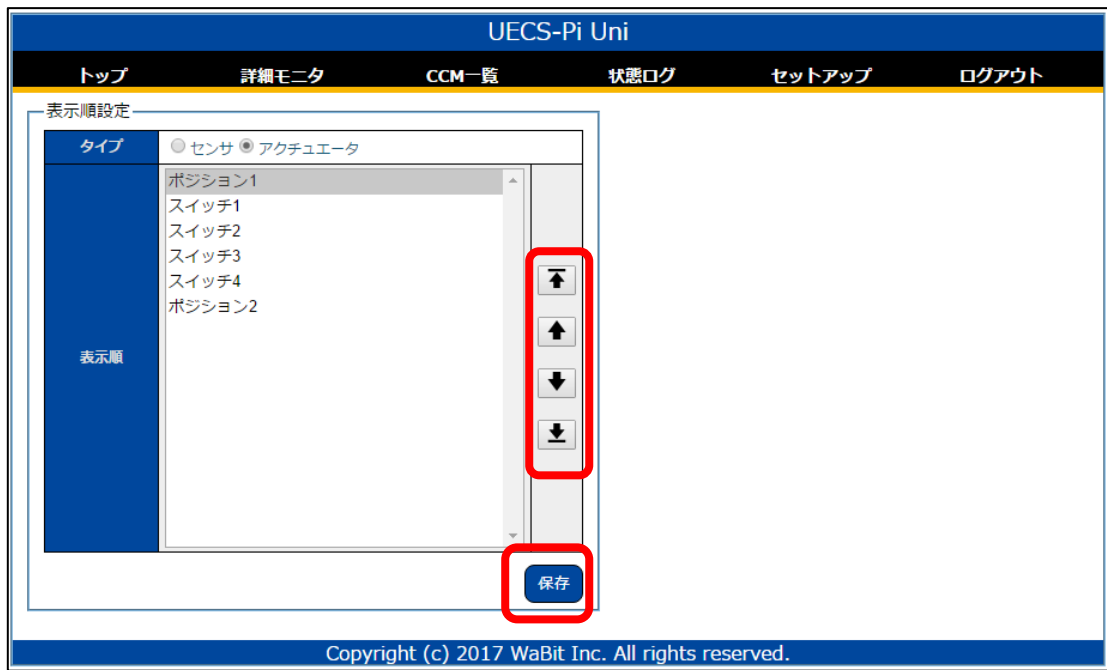 UECS-Pi Uni
トップ 詳細モニタ CCM一覧 状態ログ セットアップ ログアウト
表示順設定
タイプ センサ アクチュエータ
表示順
ポジション1
スイッチ1
スイッチ2
スイッチ3
スイッチ4
ポジション2
保存
Copyright (c) 2017 WaBit Inc. All rights reserved.